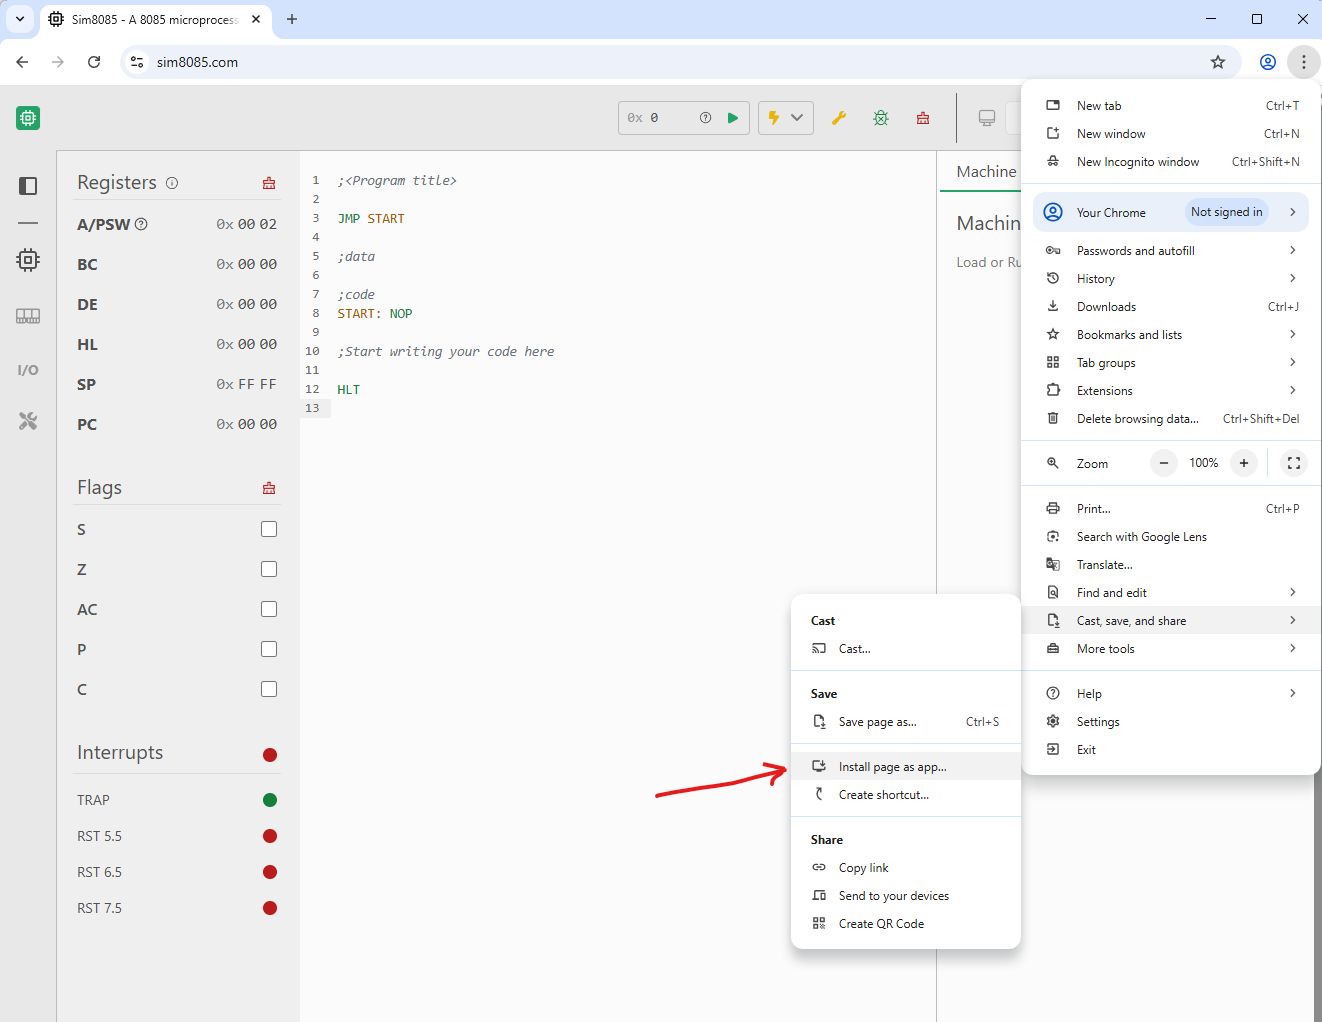 Sim8085 - A 8085 microproces
sim8085.com
0x 0
Registers
A/PSW 0x 00 02
BC 0x 00 00
DE 0x 00 00
HL 0x 00 00
SP 0x FF FF
PC 0x 00 00
I/O
Flags
S
Z
AC
P
C
Interrupts
TRAP
RST 5.5
RST 6.5
RST 7.5
1 ;<Program title>
2
3 JMP START
4
5 ;data
6
7 ;code
8 START: NOP
9
10 ;Start writing your code here
11
12 HLT
13
Machine
Machin
Load or Ru
New tab Ctrl+T
New window Ctrl+N
New Incognito window Ctrl+Shift+N
Your Chrome Not signed in
Passwords and autofill
History
Downloads Ctrl+J
Bookmarks and lists
Tab groups
Extensions
Delete browsing data... Ctrl+Shift+Del
Zoom − 100% +
Print... Ctrl+P
Search with Google Lens
Translate...
Find and edit
Cast, save, and share
More tools
Help
Settings
Exit
Cast
Cast...
Save
Save page as... Ctrl+S
Install page as app...
Create shortcut...
Share
Copy link
Send to your devices
Create QR Code